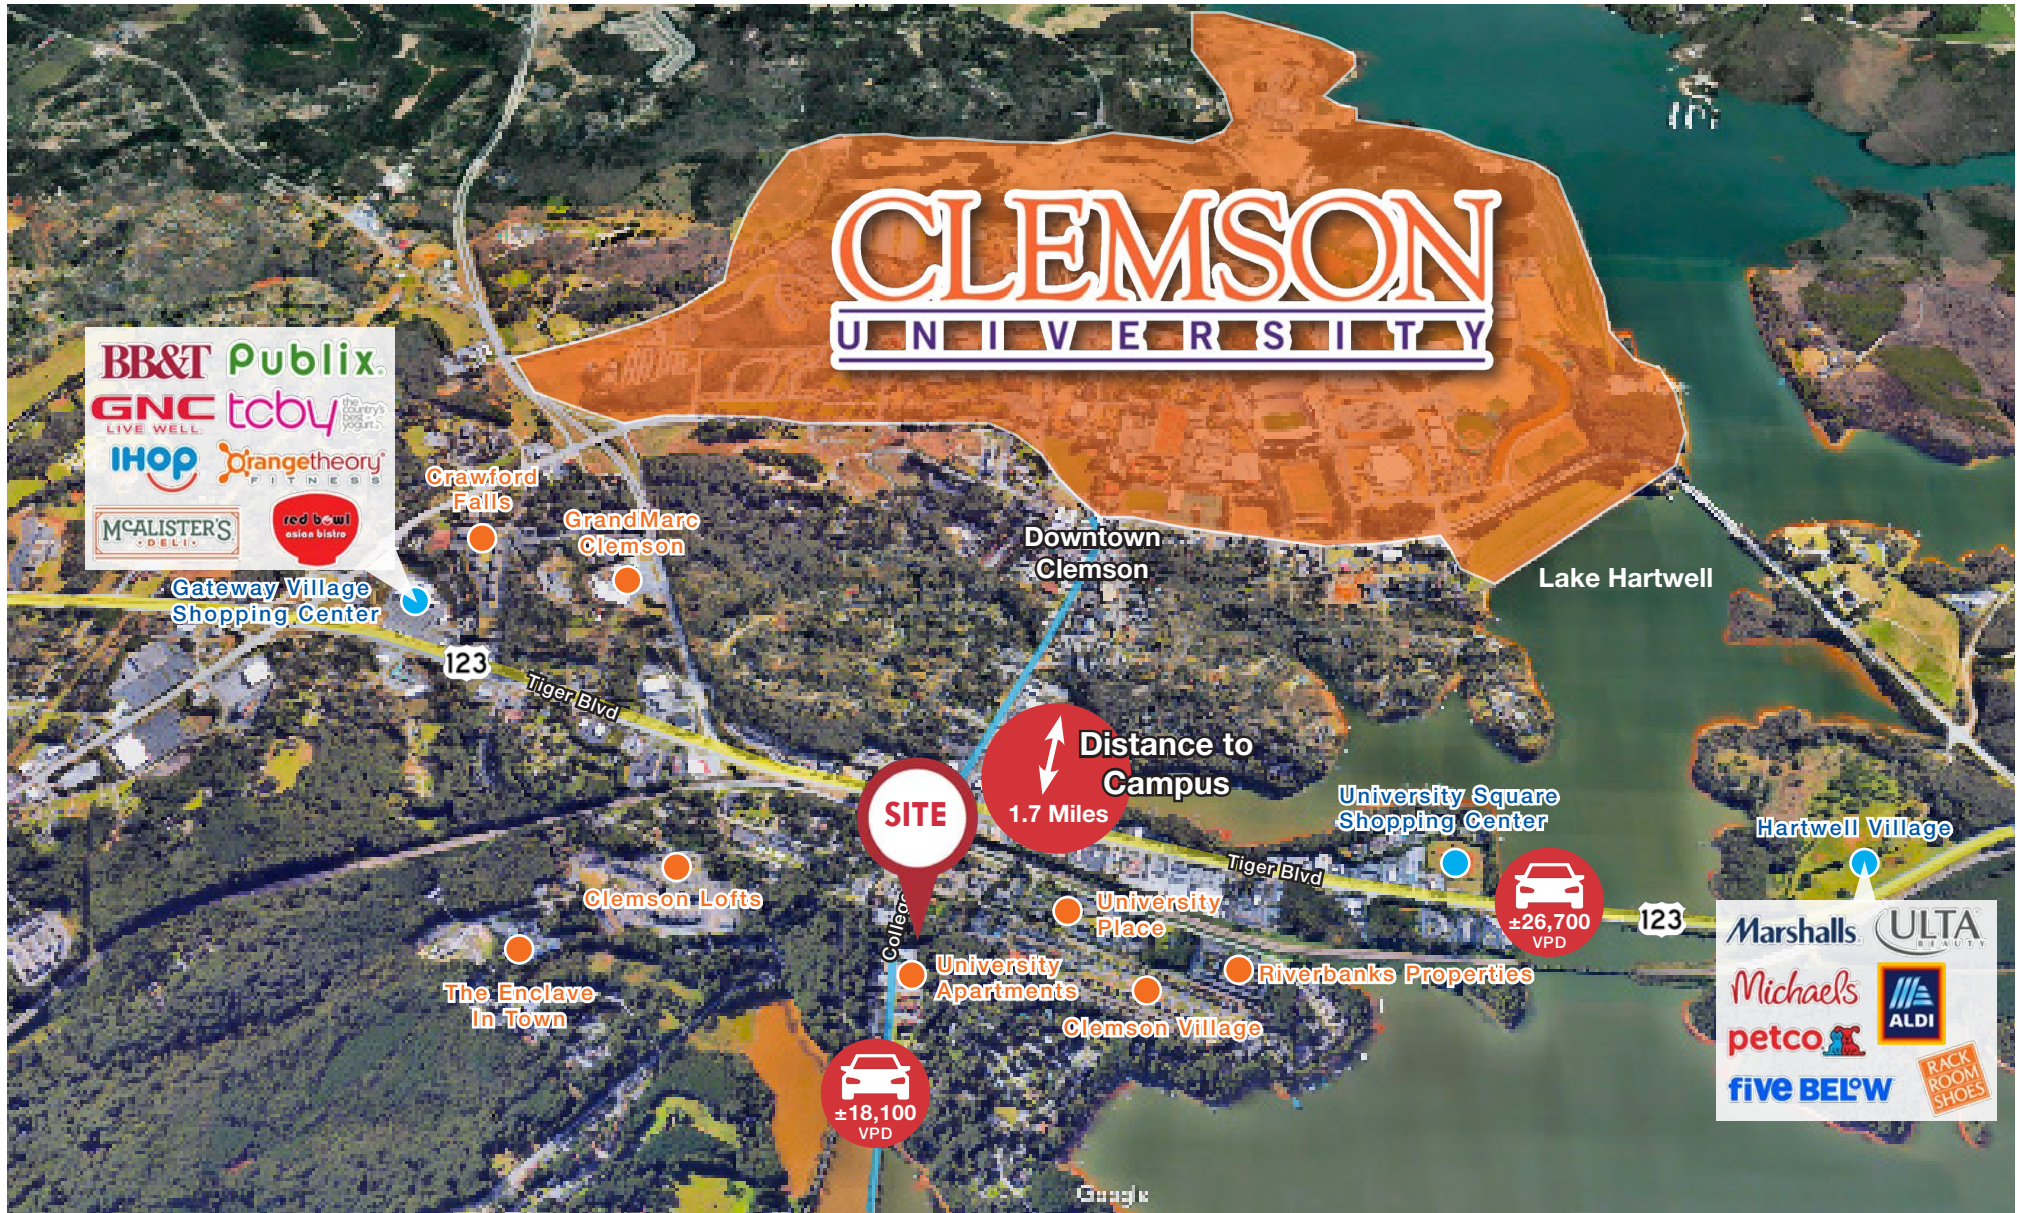 CLEMSON
UNIVERSITY
BB&T
Publix.
GNC
LIVE WELL
tcby
the
country's
best
yogurt
IHOP
Orangetheory
FITNESS
McALISTER'S
DELI
red bowl
asian bistro
Gateway Village
Shopping Center
Crawford
Falls
GrandMarc
Clemson
Downtown
Clemson
Lake Hartwell
123
Tiger Blvd
SITE
Distance to
Campus
1.7 Miles
University Square
Shopping Center
Hartwell Village
Tiger Blvd
±26,700
VPD
123
Marshalls.
ULTA
BEAUTY
Michaels
ALDI
petco
five BELOW
RACK
ROOM
SHOES
Clemson Lofts
University
Place
The Enclave
In Town
University
Apartments
Riverbanks Properties
Clemson Village
±18,100
VPD
Google